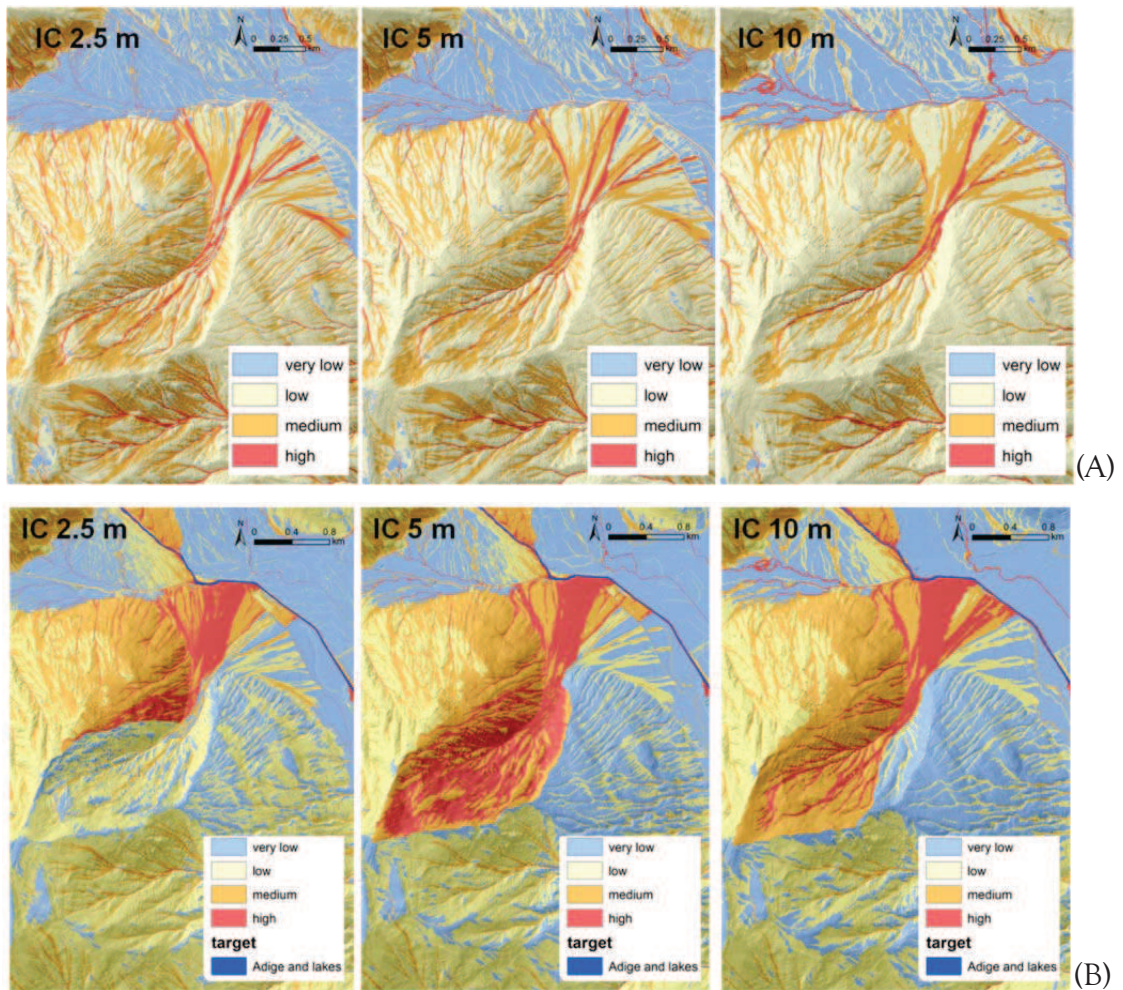 IC 2.5 m
N
0 0.25 0.5
km
IC 5 m
N
0 0.25 0.5
km
IC 10 m
N
0 0.25 0.5
km
very low
low
medium
high
very low
low
medium
high
very low
low
medium
high
(A)
IC 2.5 m
N
0 0.4 0.8
km
IC 5 m
N
0 0.4 0.8
km
IC 10 m
N
0 0.4 0.8
km
very low
low
medium
high
target
Adige and lakes
very low
low
medium
high
target
Adige and lakes
very low
low
medium
high
target
Adige and lakes
(B)